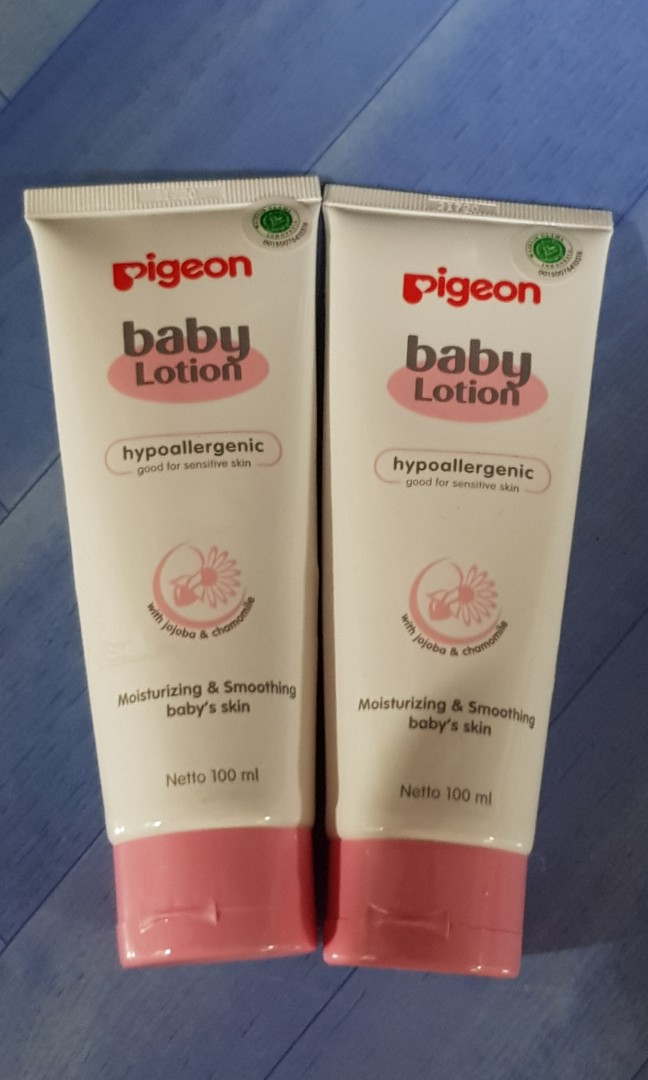 pigeon
baby
Lotion
hypoallergenic
good for sensitive skin
with jojoba & chamomile
Moisturizing & Smoothing
baby's skin
Netto 100 ml
pigeon
baby
Lotion
hypoallergenic
good for sensitive skin
with jojoba & chamomile
Moisturizing & Smoothing
baby's skin
Netto 100 ml